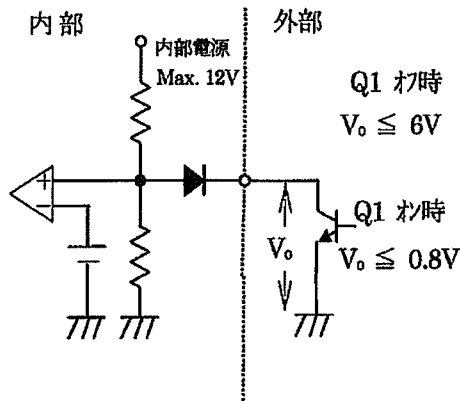 内部
外部
内部電源
Max. 12V
Q1 オフ時
V₀ ≦ 6V
+
−
V₀
Q1 オン時
V₀ ≦ 0.8V